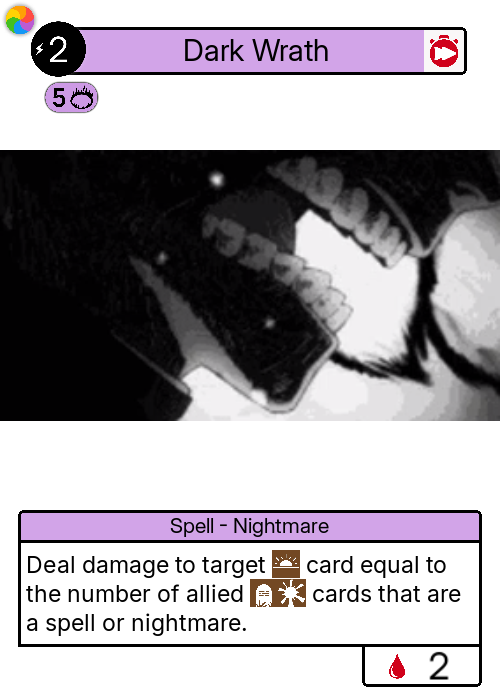 2
Dark Wrath
5
Spell - Nightmare
Deal damage to target card equal to
the number of allied cards that are
a spell or nightmare.
2